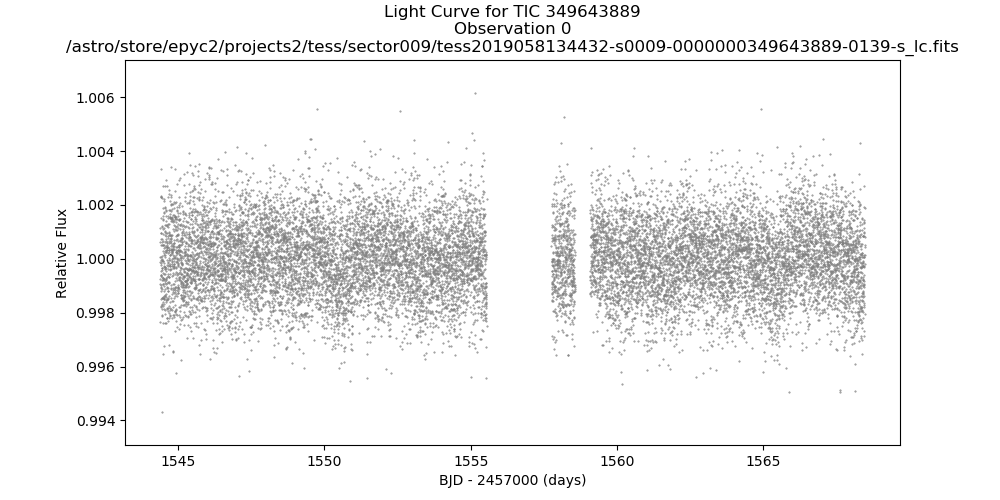 Light Curve for TIC 349643889
Observation 0
/astro/store/epyc2/projects2/tess/sector009/tess2019058134432-s0009-0000000349643889-0139-s_lc.fits
1.006
1.004
1.002
1.000
0.998
0.996
0.994
Relative Flux
1545
1550
1555
1560
1565
BJD - 2457000 (days)